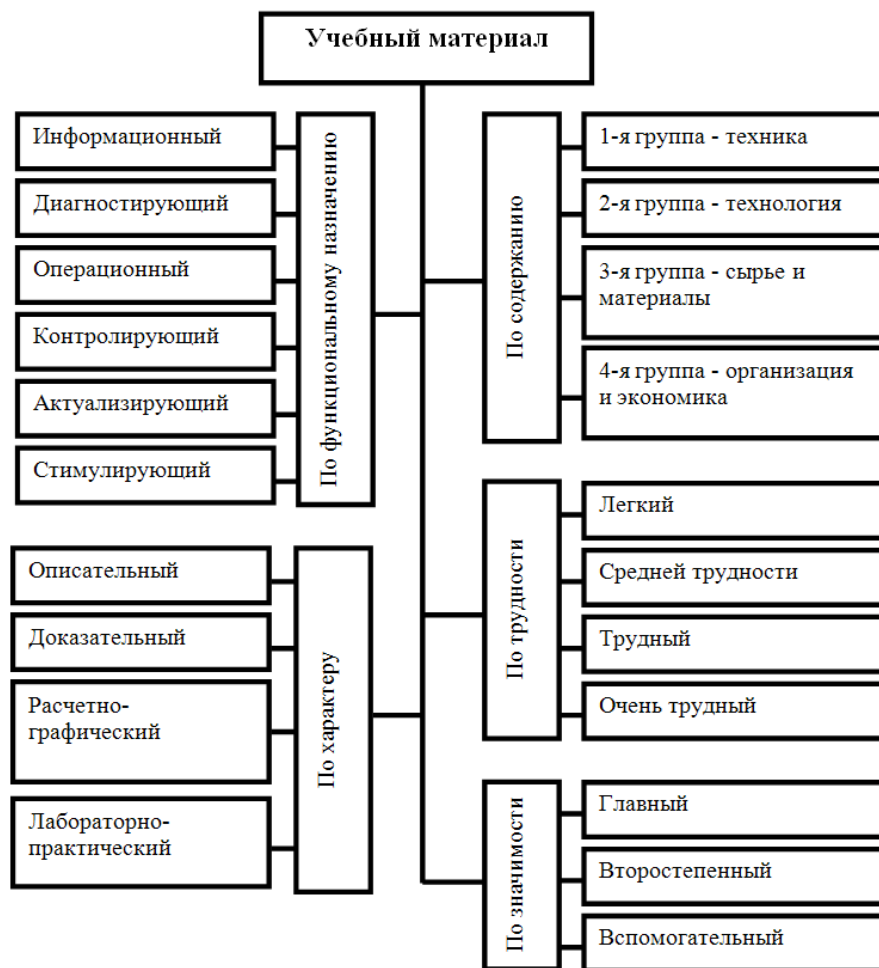 Учебный материал
Информационный
Диагностирующий
Операционный
Контролирующий
Актуализирующий
Стимулирующий
По функциональному назначению
Описательный
Доказательный
Расчетно-
графический
Лабораторно-
практический
По характеру
По содержанию
1-я группа - техника
2-я группа - технология
3-я группа - сырье и
материалы
4-я группа - организация
и экономика
По трудности
Легкий
Средней трудности
Трудный
Очень трудный
По значимости
Главный
Второстепенный
Вспомогательный